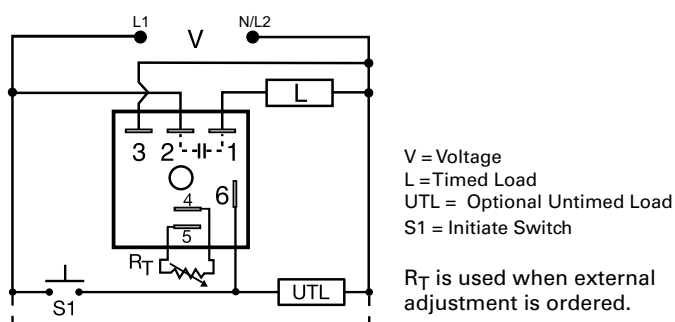 L1
V
N/L2
L
3
2
1
6
4
5
RT
S1
UTL
V = Voltage
L = Timed Load
UTL = Optional Untimed Load
S1 = Initiate Switch
RT is used when external
adjustment is ordered.